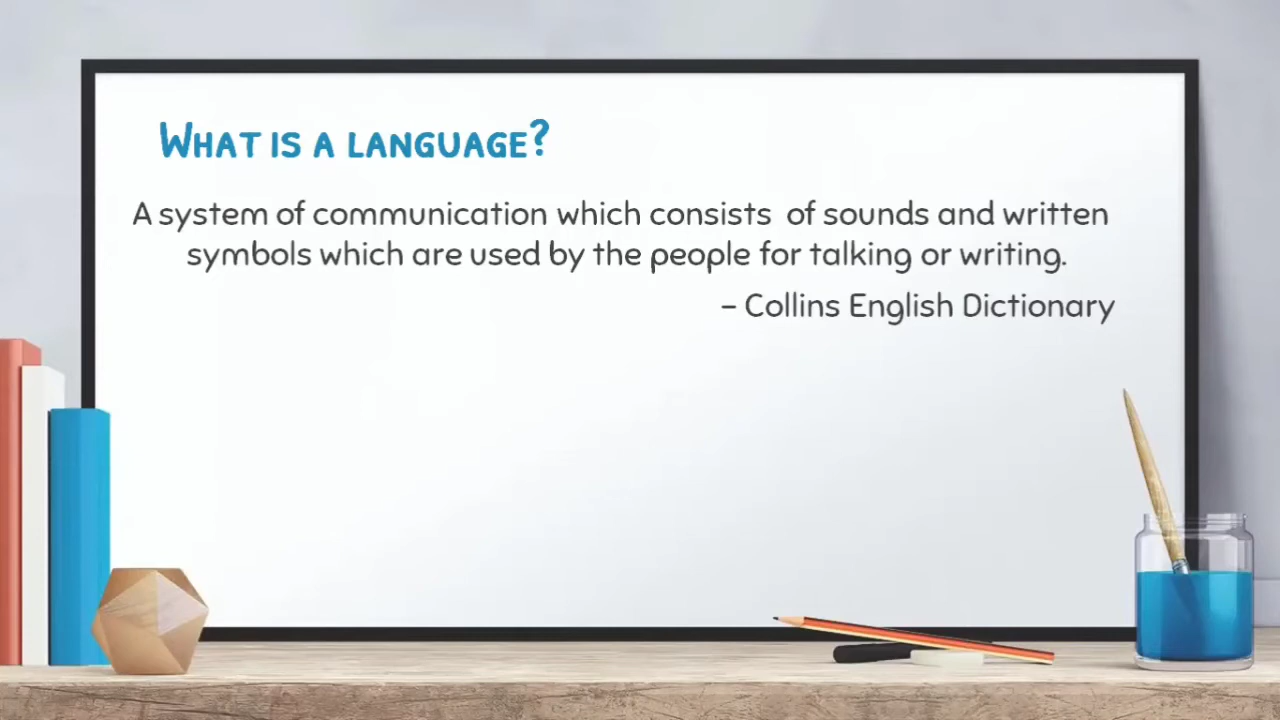 WHAT IS A LANGUAGE?
A system of communication which consists of sounds and written
symbols which are used by the people for talking or writing.
– Collins English Dictionary